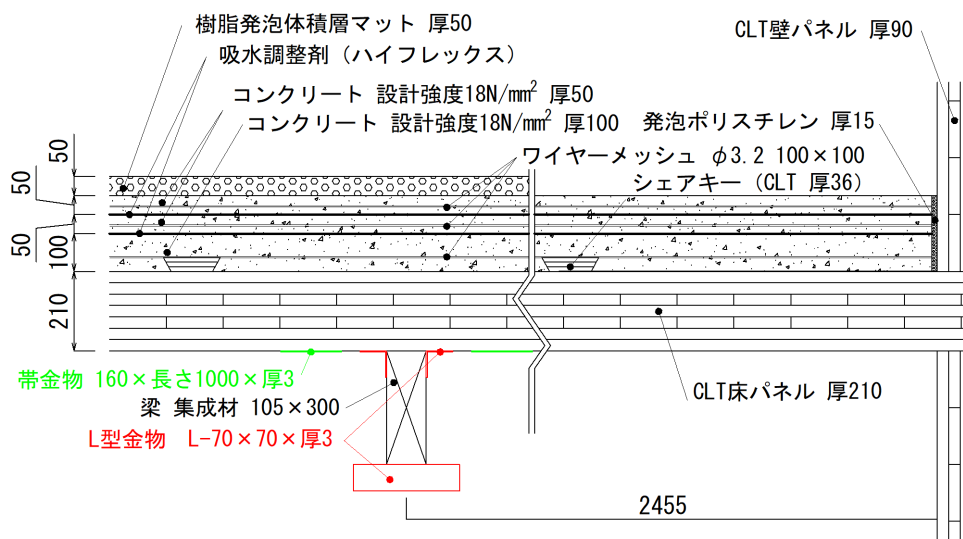 樹脂発泡体積層マット 厚50
CLT壁パネル 厚90
吸水調整剤（ハイフレックス）
コンクリート 設計強度18N/mm² 厚50
コンクリート 設計強度18N/mm² 厚100
発泡ポリスチレン 厚15
ワイヤーメッシュ φ3.2 100×100
シェアキー（CLT 厚36）
50
50
50
100
210
帯金物 160×長さ1000×厚3
梁 集成材 105×300
L型金物 L-70×70×厚3
CLT床パネル 厚210
2455